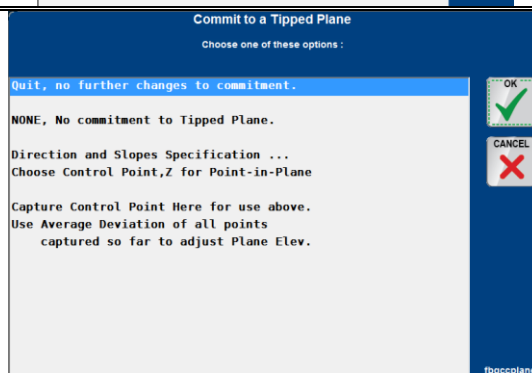 Commit to a Tipped Plane
Choose one of these options :
Quit, no further changes to commitment.
NONE, No commitment to Tipped Plane.
Direction and Slopes Specification ...
Choose Control Point,Z for Point-in-Plane
Capture Control Point Here for use above.
Use Average Deviation of all points
captured so far to adjust Plane Elev.
OK
CANCEL